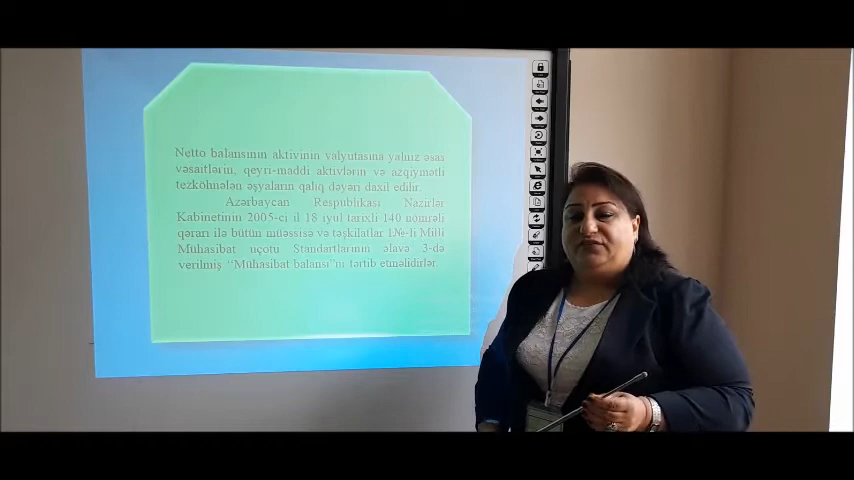 Netto balansının aktivinin valyutasına yalnız əsas
vəsaitlərin, qeyri-maddi aktivlərin və azqiymətli
tezköhnələn əşyaların qalıq dəyəri daxil edilir.
Azərbaycan Respublikası Nazirlər
Kabinetinin 2005-ci il 18 iyul tarixli 140 nömrəli
qərarı ilə bütün müəssisə və təşkilatlar 1№-li Milli
Mühasibat uçotu Standartlarının əlavə 3-də
verilmiş "Mühasibat balansı"nı tərtib etməlidirlər.